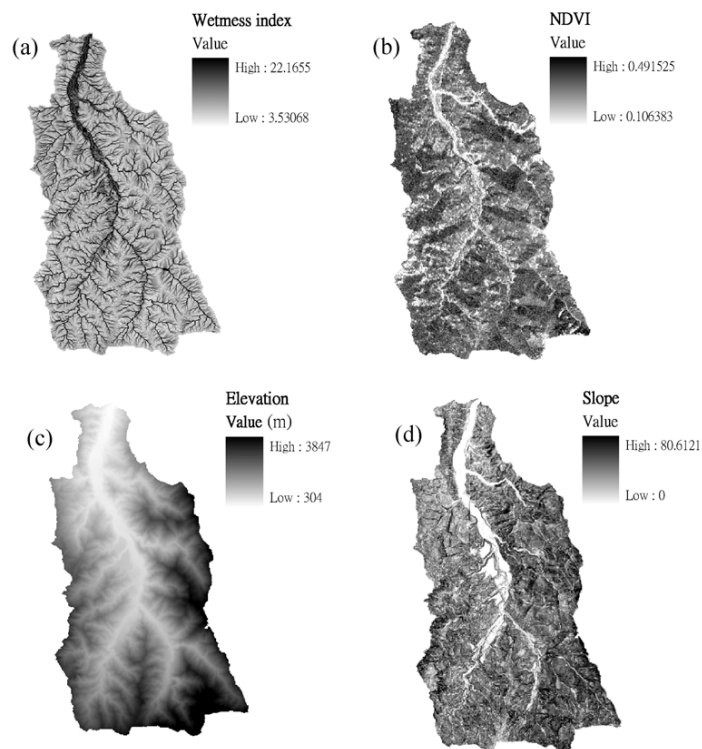 (a)
Wetmess index
Value
High : 22.1655
Low : 3.53068
(b)
NDVI
Value
High : 0.491525
Low : 0.106383
(c)
Elevation
Value (m)
High : 3847
Low : 304
(d)
Slope
Value
High : 80.6121
Low : 0